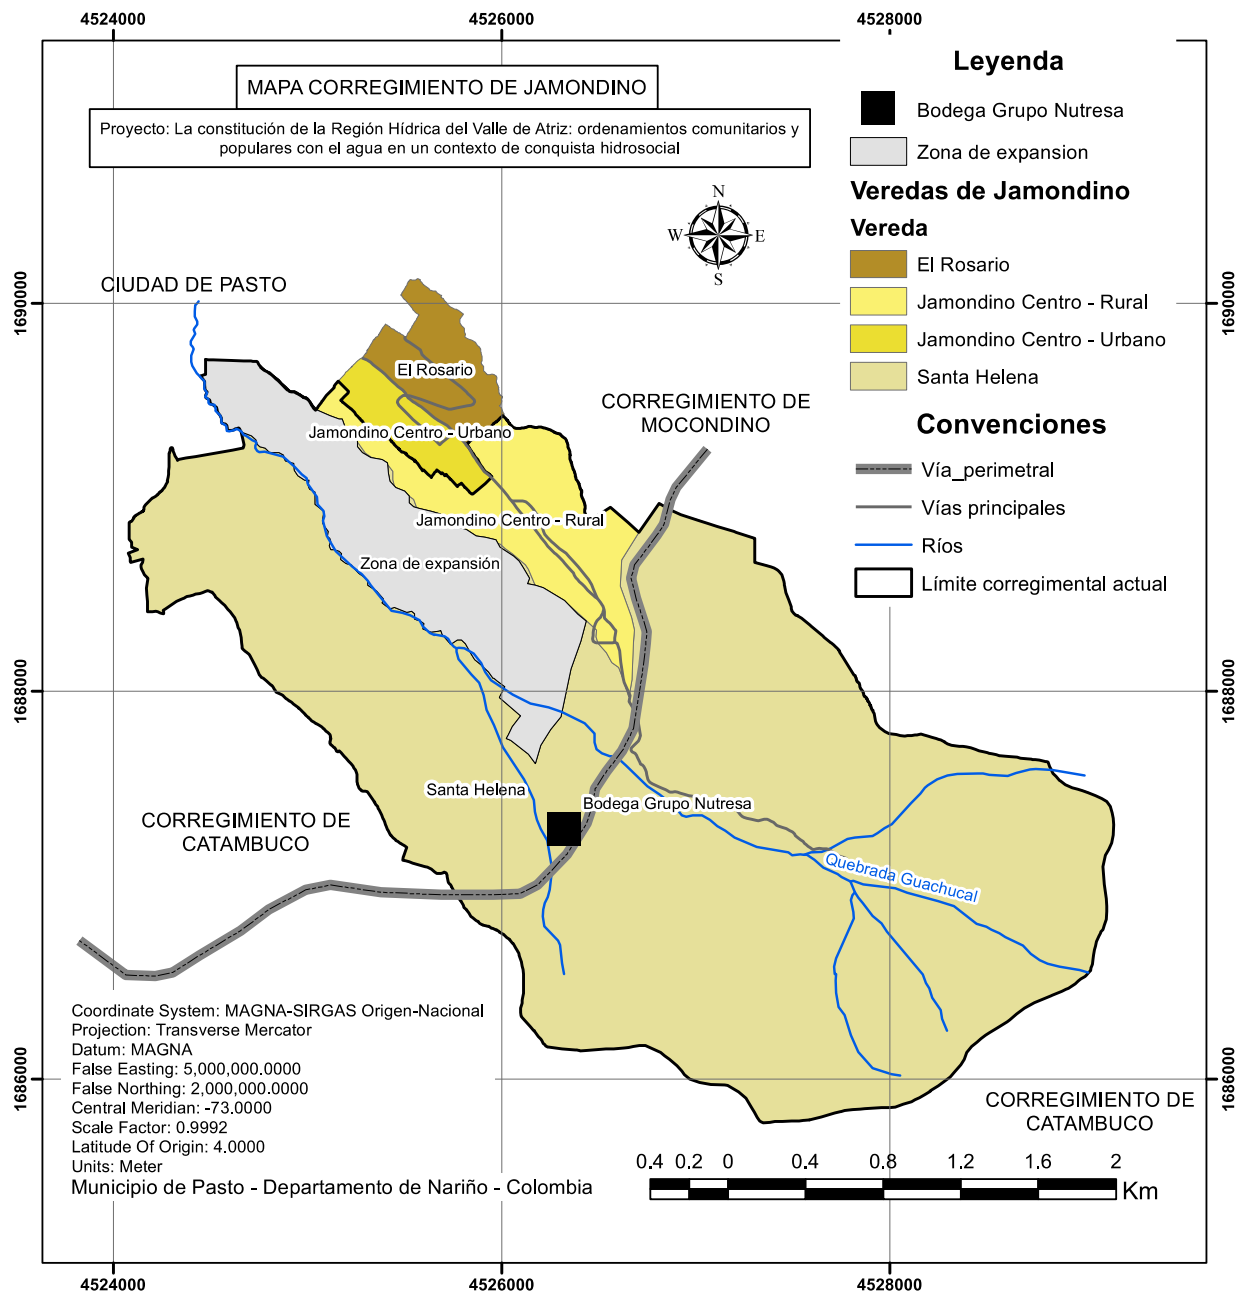 4524000
4526000
4528000
MAPA CORREGIMIENTO DE JAMONDINO
Proyecto: La constitución de la Región Hídrica del Valle de Atriz: ordenamientos comunitarios y
populares con el agua en un contexto de conquista hidrosocial
Leyenda
Bodega Grupo Nutresa
Zona de expansion
Veredas de Jamondino
Vereda
El Rosario
Jamondino Centro - Rural
Jamondino Centro - Urbano
Santa Helena
Convenciones
Vía_perimetral
Vías principales
Ríos
Límite corregimental actual
N
W
E
S
1690000
1690000
CIUDAD DE PASTO
El Rosario
CORREGIMIENTO DE
MOCONDINO
Jamondino Centro - Urbano
Jamondino Centro - Rural
Zona de expansión
1688000
1688000
Santa Helena
Bodega Grupo Nutresa
CORREGIMIENTO DE
CATAMBUCO
Quebrada Guachucal
Coordinate System: MAGNA-SIRGAS Origen-Nacional
Projection: Transverse Mercator
Datum: MAGNA
False Easting: 5,000,000.0000
False Northing: 2,000,000.0000
Central Meridian: -73.0000
Scale Factor: 0.9992
Latitude Of Origin: 4.0000
Units: Meter
Municipio de Pasto - Departamento de Nariño - Colombia
1686000
1686000
CORREGIMIENTO DE
CATAMBUCO
0.4 0.2 0 0.4 0.8 1.2 1.6 2
Km
4524000
4526000
4528000